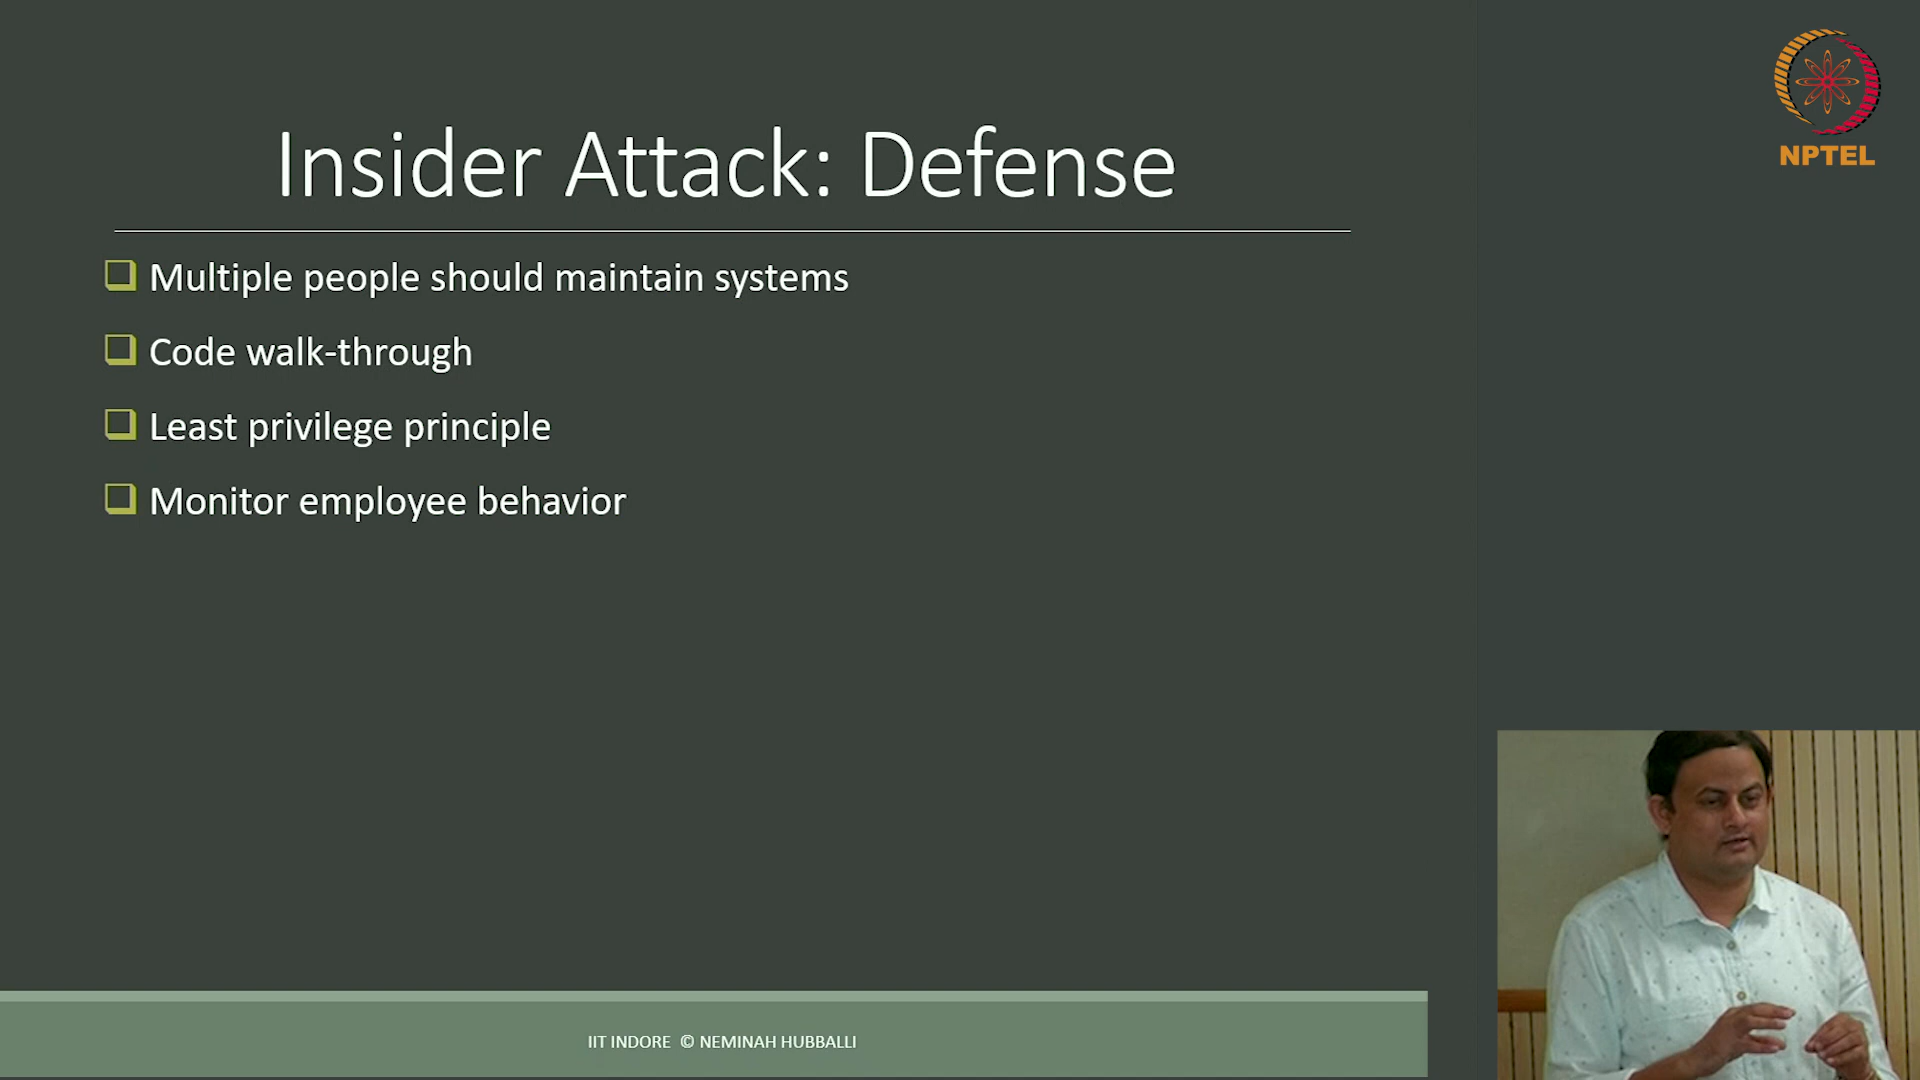 Insider Attack: Defense
Multiple people should maintain systems
Code walk-through
Least privilege principle
Monitor employee behavior
IIT INDORE © NEMINAH HUBBALLI
NPTEL